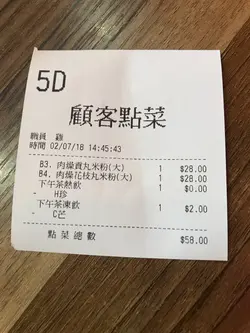 5D
顧客點菜
職員 雞
時間 02/07/18 14:45:43
B3. 肉燥貢丸米粉(大) 1 $28.00
B4. 肉燥花枝丸米粉(大) 1 $28.00
下午茶熱飲 1 $0.00
- H珍
下午茶凍飲 1 $2.00
- C芒
點菜總數 $58.00